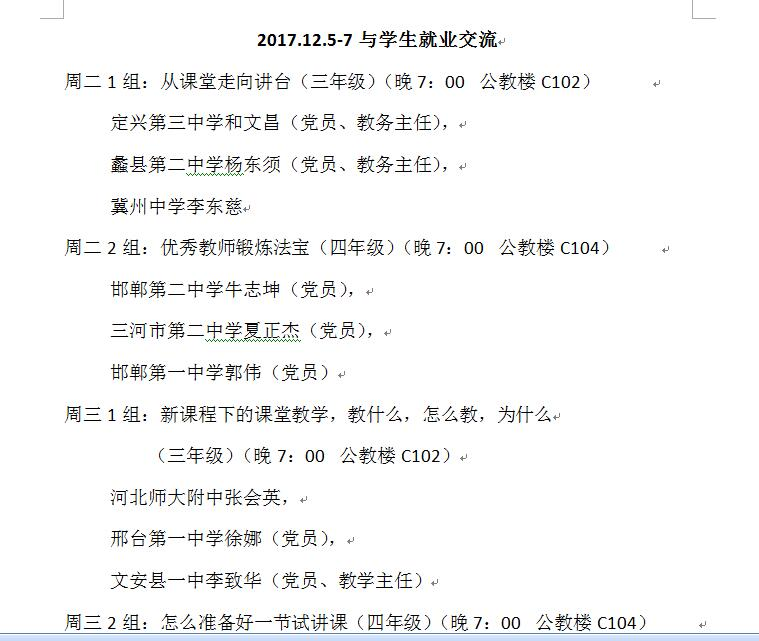 2017.12.5-7 与学生就业交流
周二 1 组：从课堂走向讲台（三年级）（晚 7：00 公教楼 C102）
定兴第三中学和文昌（党员、教务主任），
蠡县第二中学杨东须（党员、教务主任），
冀州中学李东慈
周二 2 组：优秀教师锻炼法宝（四年级）（晚 7：00 公教楼 C104）
邯郸第二中学牛志坤（党员），
三河市第二中学夏正杰（党员），
邯郸第一中学郭伟（党员）
周三 1 组：新课程下的课堂教学，教什么，怎么教，为什么
（三年级）（晚 7：00 公教楼 C102）
河北师大附中张会英，
邢台第一中学徐娜（党员），
文安县一中李致华（党员、教学主任）
周三 2 组：怎么准备好一节试讲课（四年级）（晚 7：00 公教楼 C104）